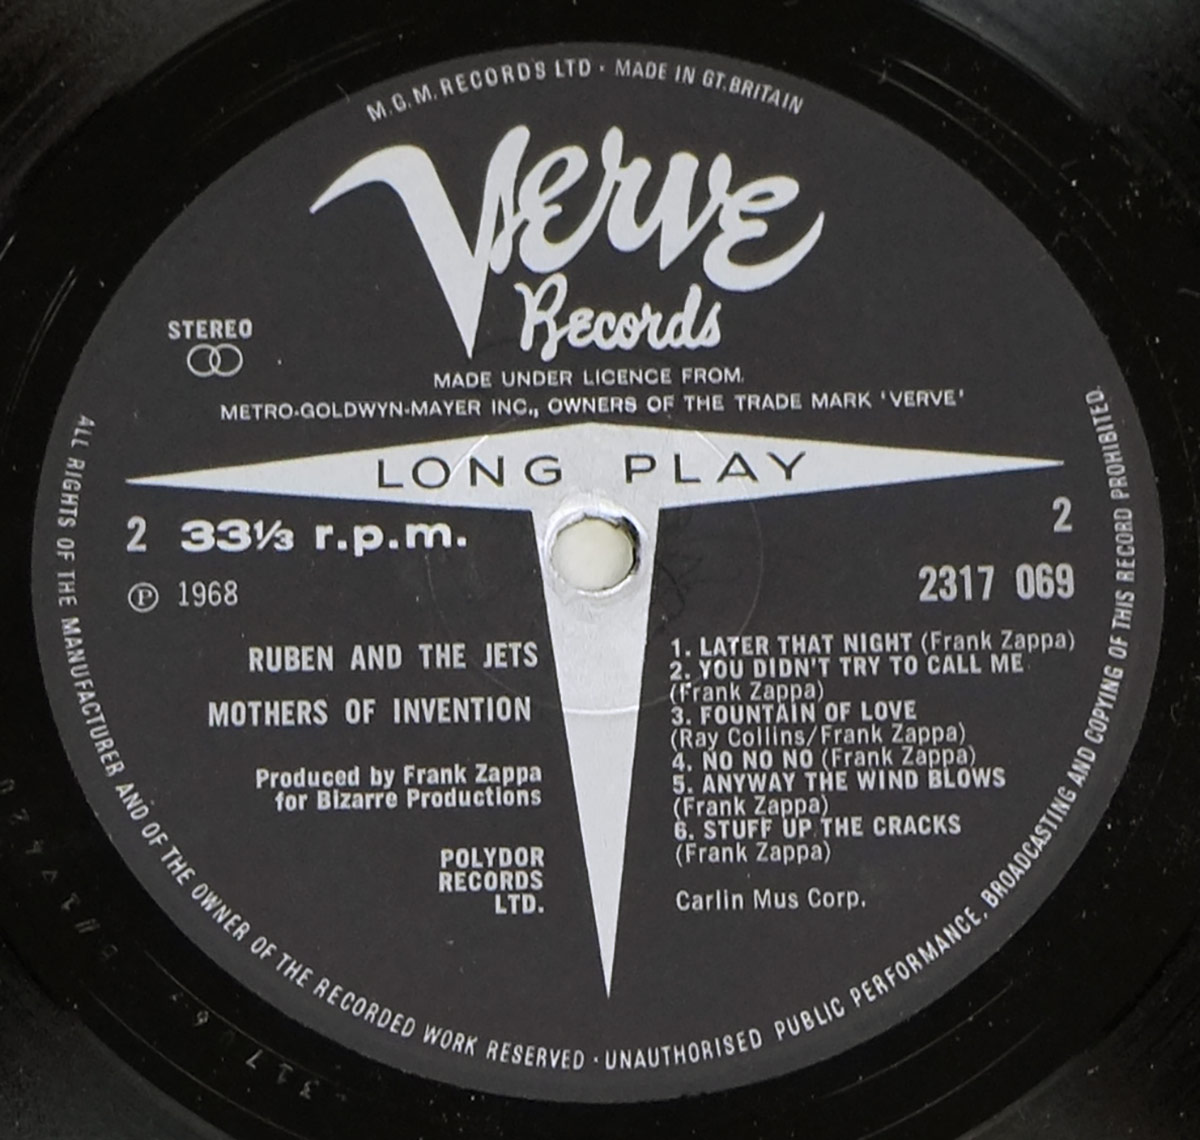 M.G.M. RECORDS LTD · MADE IN GT. BRITAIN
Verve
Records
STEREO
MADE UNDER LICENCE FROM.
METRO-GOLDWYN-MAYER INC., OWNERS OF THE TRADE MARK 'VERVE'
LONG PLAY
2 33⅓ r.p.m.
2
℗ 1968
2317 069
RUBEN AND THE JETS
MOTHERS OF INVENTION
Produced by Frank Zappa
for Bizarre Productions
POLYDOR
RECORDS
LTD.
1. LATER THAT NIGHT (Frank Zappa)
2. YOU DIDN'T TRY TO CALL ME
(Frank Zappa)
3. FOUNTAIN OF LOVE
(Ray Collins/Frank Zappa)
4. NO NO NO (Frank Zappa)
5. ANYWAY THE WIND BLOWS
(Frank Zappa)
6. STUFF UP THE CRACKS
(Frank Zappa)
Carlin Mus Corp.
ALL RIGHTS OF THE MANUFACTURER AND OF THE OWNER OF THE RECORDED WORK RESERVED · UNAUTHORISED PUBLIC PERFORMANCE, BROADCASTING AND COPYING OF THIS RECORD PROHIBITED.